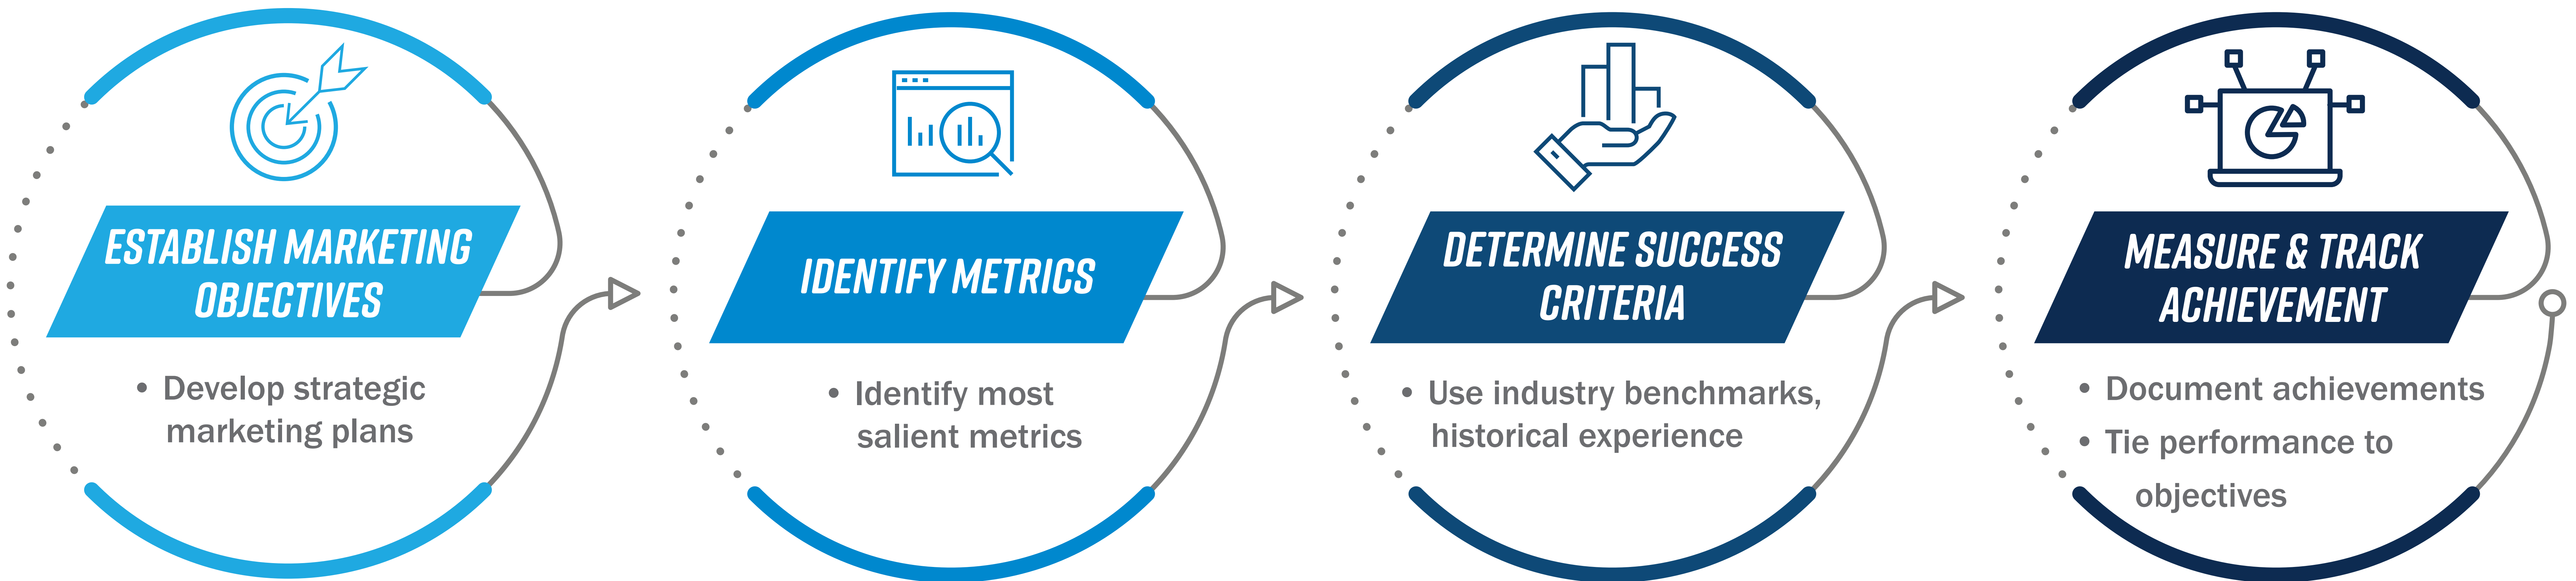 ESTABLISH MARKETING
OBJECTIVES
• Develop strategic
marketing plans
IDENTIFY METRICS
• Identify most
salient metrics
DETERMINE SUCCESS
CRITERIA
• Use industry benchmarks,
historical experience
MEASURE & TRACK
ACHIEVEMENT
• Document achievements
• Tie performance to
objectives